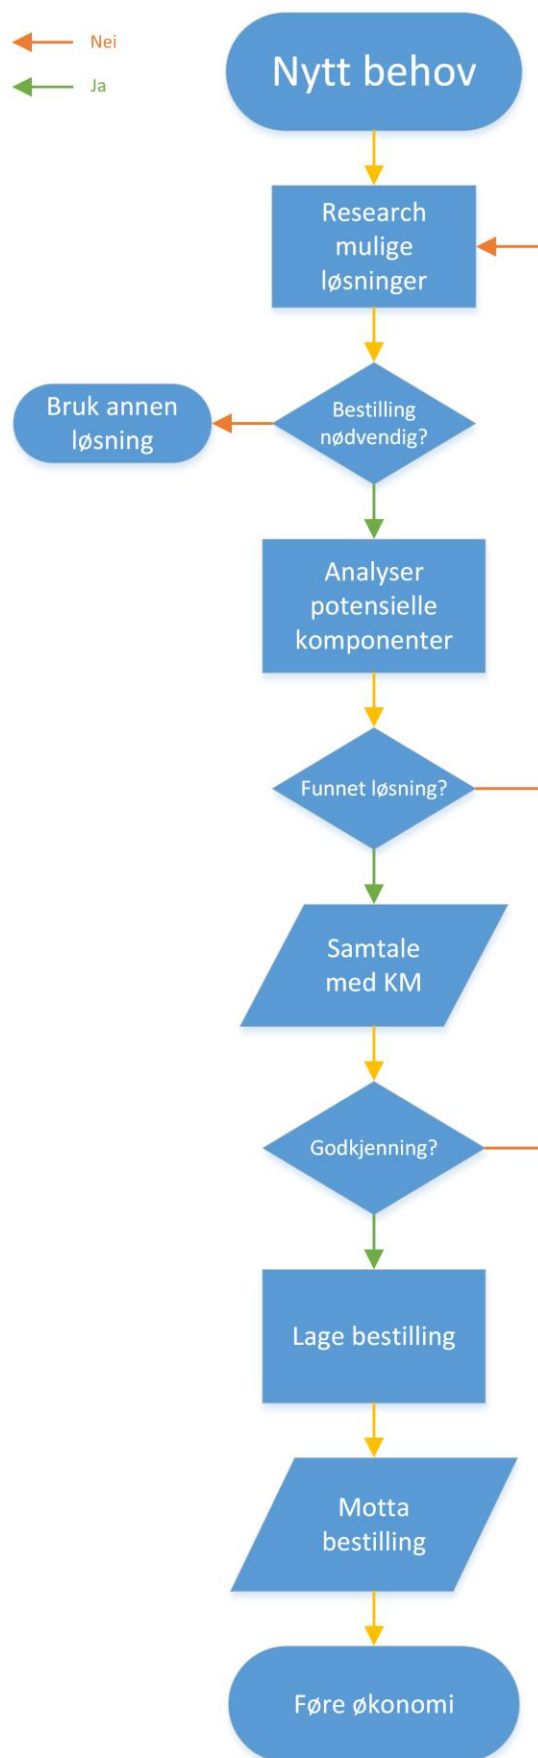 Nei
Ja
Nytt behov
Research
mulige
løsninger
Bruk annen
løsning
Bestilling
nødvendig?
Analyser
potensielle
komponenter
Funnet løsning?
Samtale
med KM
Godkjenning?
Lage bestilling
Motta
bestilling
Føre økonomi